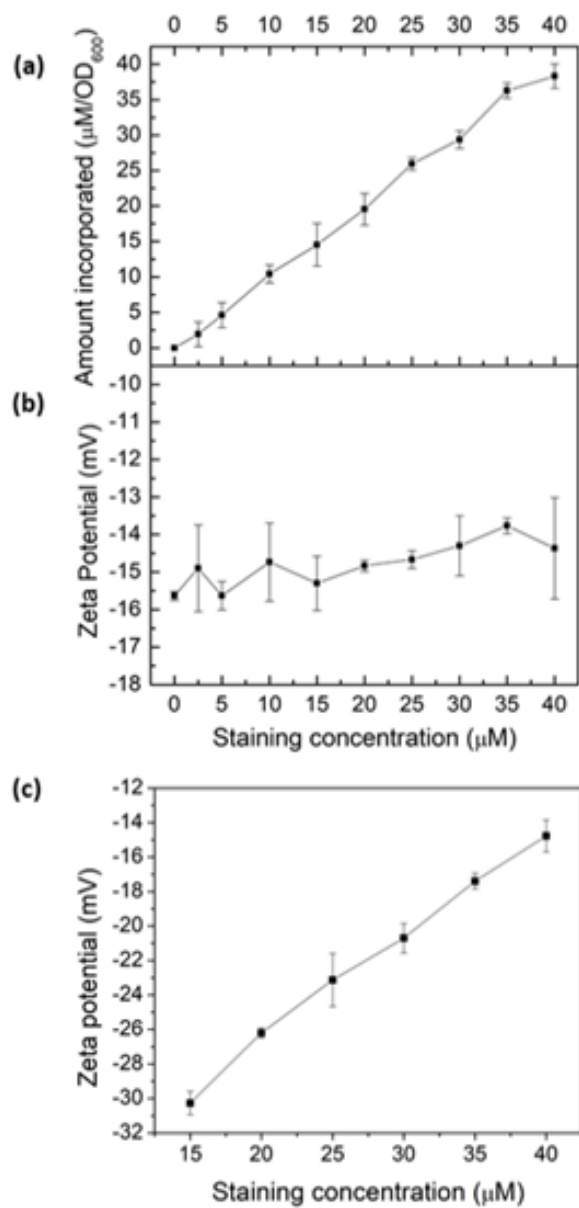 0 5 10 15 20 25 30 35 40
(a)
Amount incorporated (μM/OD₆₀₀)
40
35
30
25
20
15
10
5
0
(b)
Zeta Potential (mV)
-10
-11
-12
-13
-14
-15
-16
-17
-18
0 5 10 15 20 25 30 35 40
Staining concentration (μM)
(c)
Zeta potential (mV)
-12
-14
-16
-18
-20
-22
-24
-26
-28
-30
-32
15 20 25 30 35 40
Staining concentration (μM)